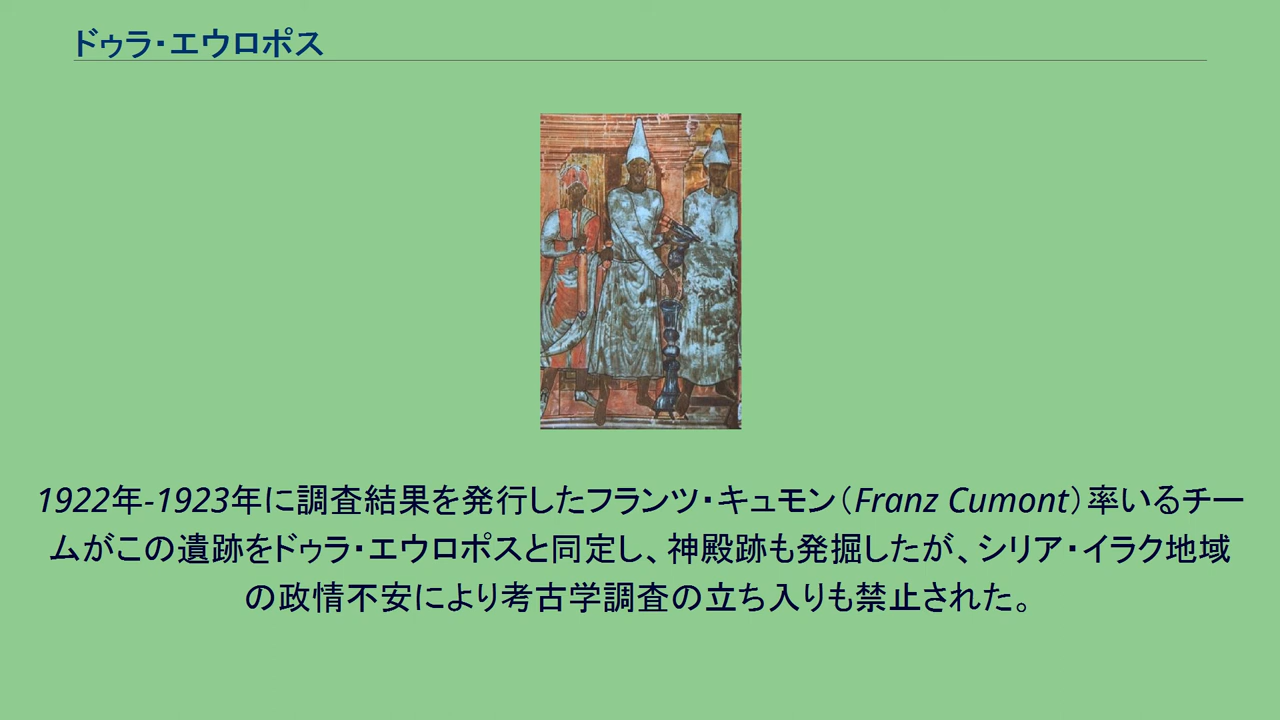 ドゥラ・エウロポス
1922年-1923年に調査結果を発行したフランツ・キュモン（Franz Cumont）率いるチー
ムがこの遺跡をドゥラ・エウロポスと同定し、神殿跡も発掘したが、シリア・イラク地域
の政情不安により考古学調査の立ち入りも禁止された。